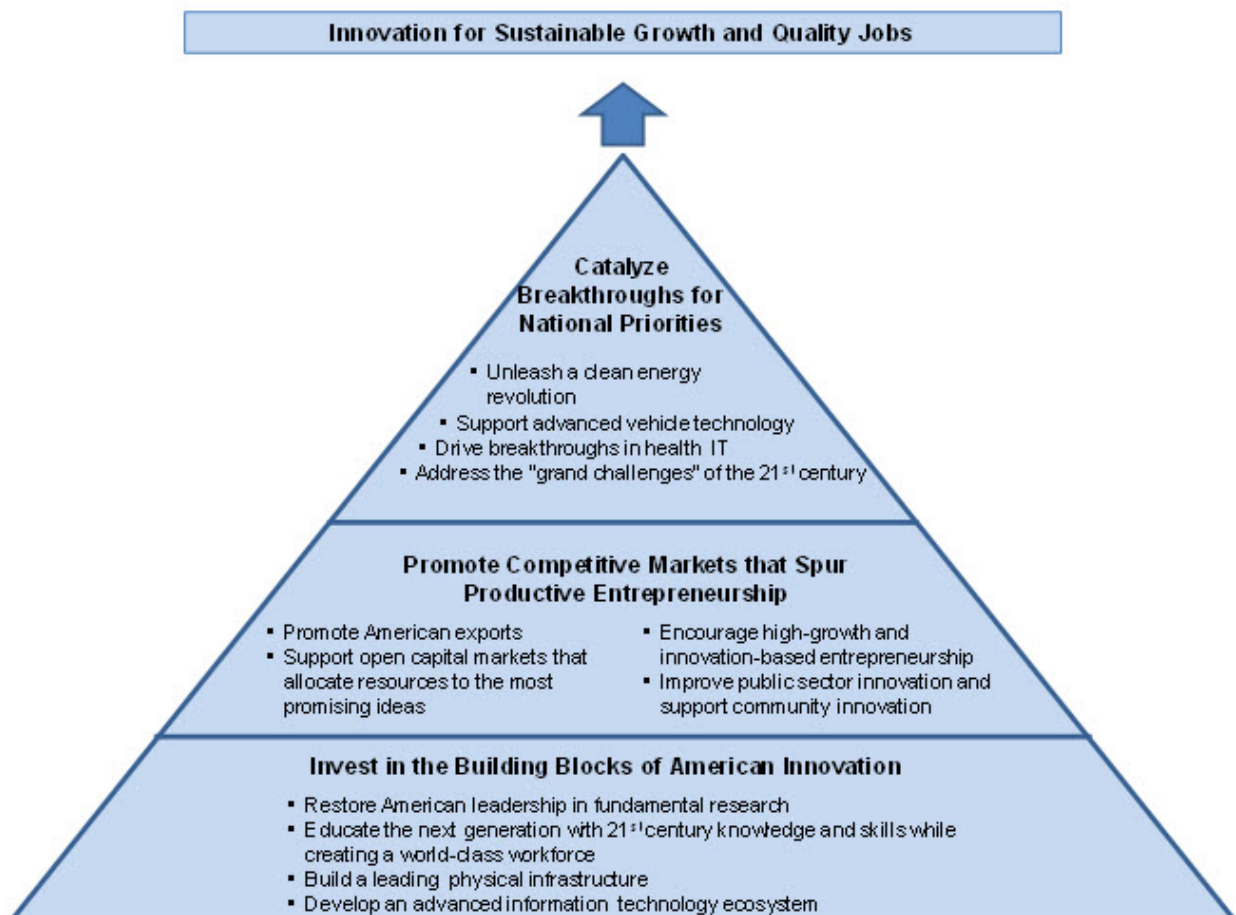 Innovation for Sustainable Growth and Quality Jobs
Catalyze
Breakthroughs for
National Priorities
▪ Unleash a clean energy
revolution
▪ Support advanced vehicle technology
▪ Drive breakthroughs in health IT
▪ Address the "grand challenges" of the 21st century
Promote Competitive Markets that Spur
Productive Entrepreneurship
▪ Promote American exports
▪ Support open capital markets that
allocate resources to the most
promising ideas
▪ Encourage high-growth and
innovation-based entrepreneurship
▪ Improve public sector innovation and
support community innovation
Invest in the Building Blocks of American Innovation
▪ Restore American leadership in fundamental research
▪ Educate the next generation with 21st century knowledge and skills while
creating a world-class workforce
▪ Build a leading physical infrastructure
▪ Develop an advanced information technology ecosystem